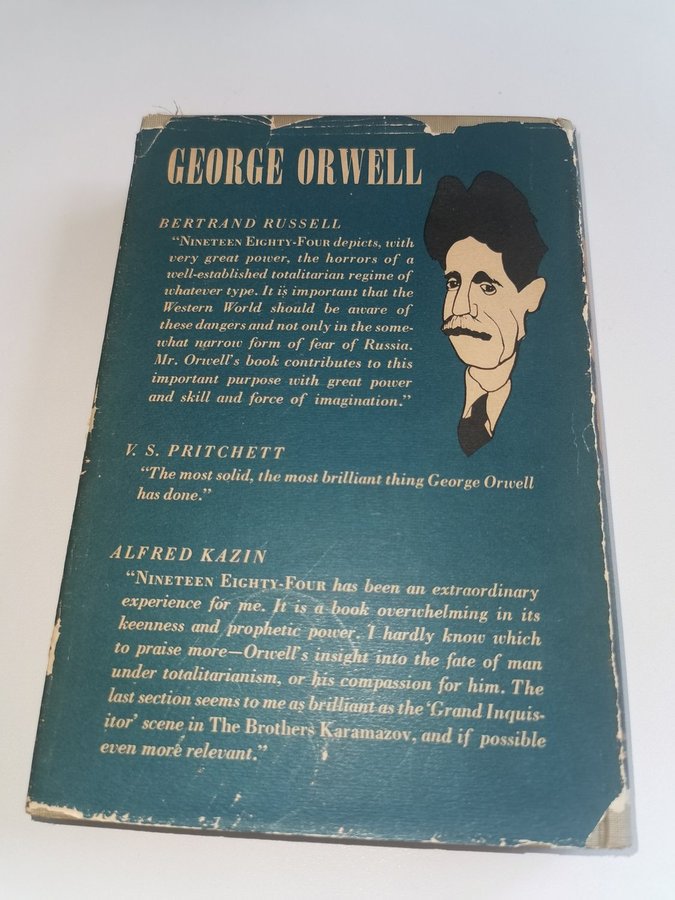 GEORGE ORWELL
BERTRAND RUSSELL
“NINETEEN EIGHTY-FOUR depicts, with
very great power, the horrors of a
well-established totalitarian regime of
whatever type. It is important that the
Western World should be aware of
these dangers and not only in the some-
what narrow form of fear of Russia.
Mr. Orwell's book contributes to this
important purpose with great power
and skill and force of imagination.”
V. S. PRITCHETT
“The most solid, the most brilliant thing George Orwell
has done.”
ALFRED KAZIN
“NINETEEN EIGHTY-FOUR has been an extraordinary
experience for me. It is a book overwhelming in its
keenness and prophetic power. I hardly know which
to praise more—Orwell's insight into the fate of man
under totalitarianism, or his compassion for him. The
last section seems to me as brilliant as the ‘Grand Inquis-
itor’ scene in The Brothers Karamazov, and if possible
even more relevant.”